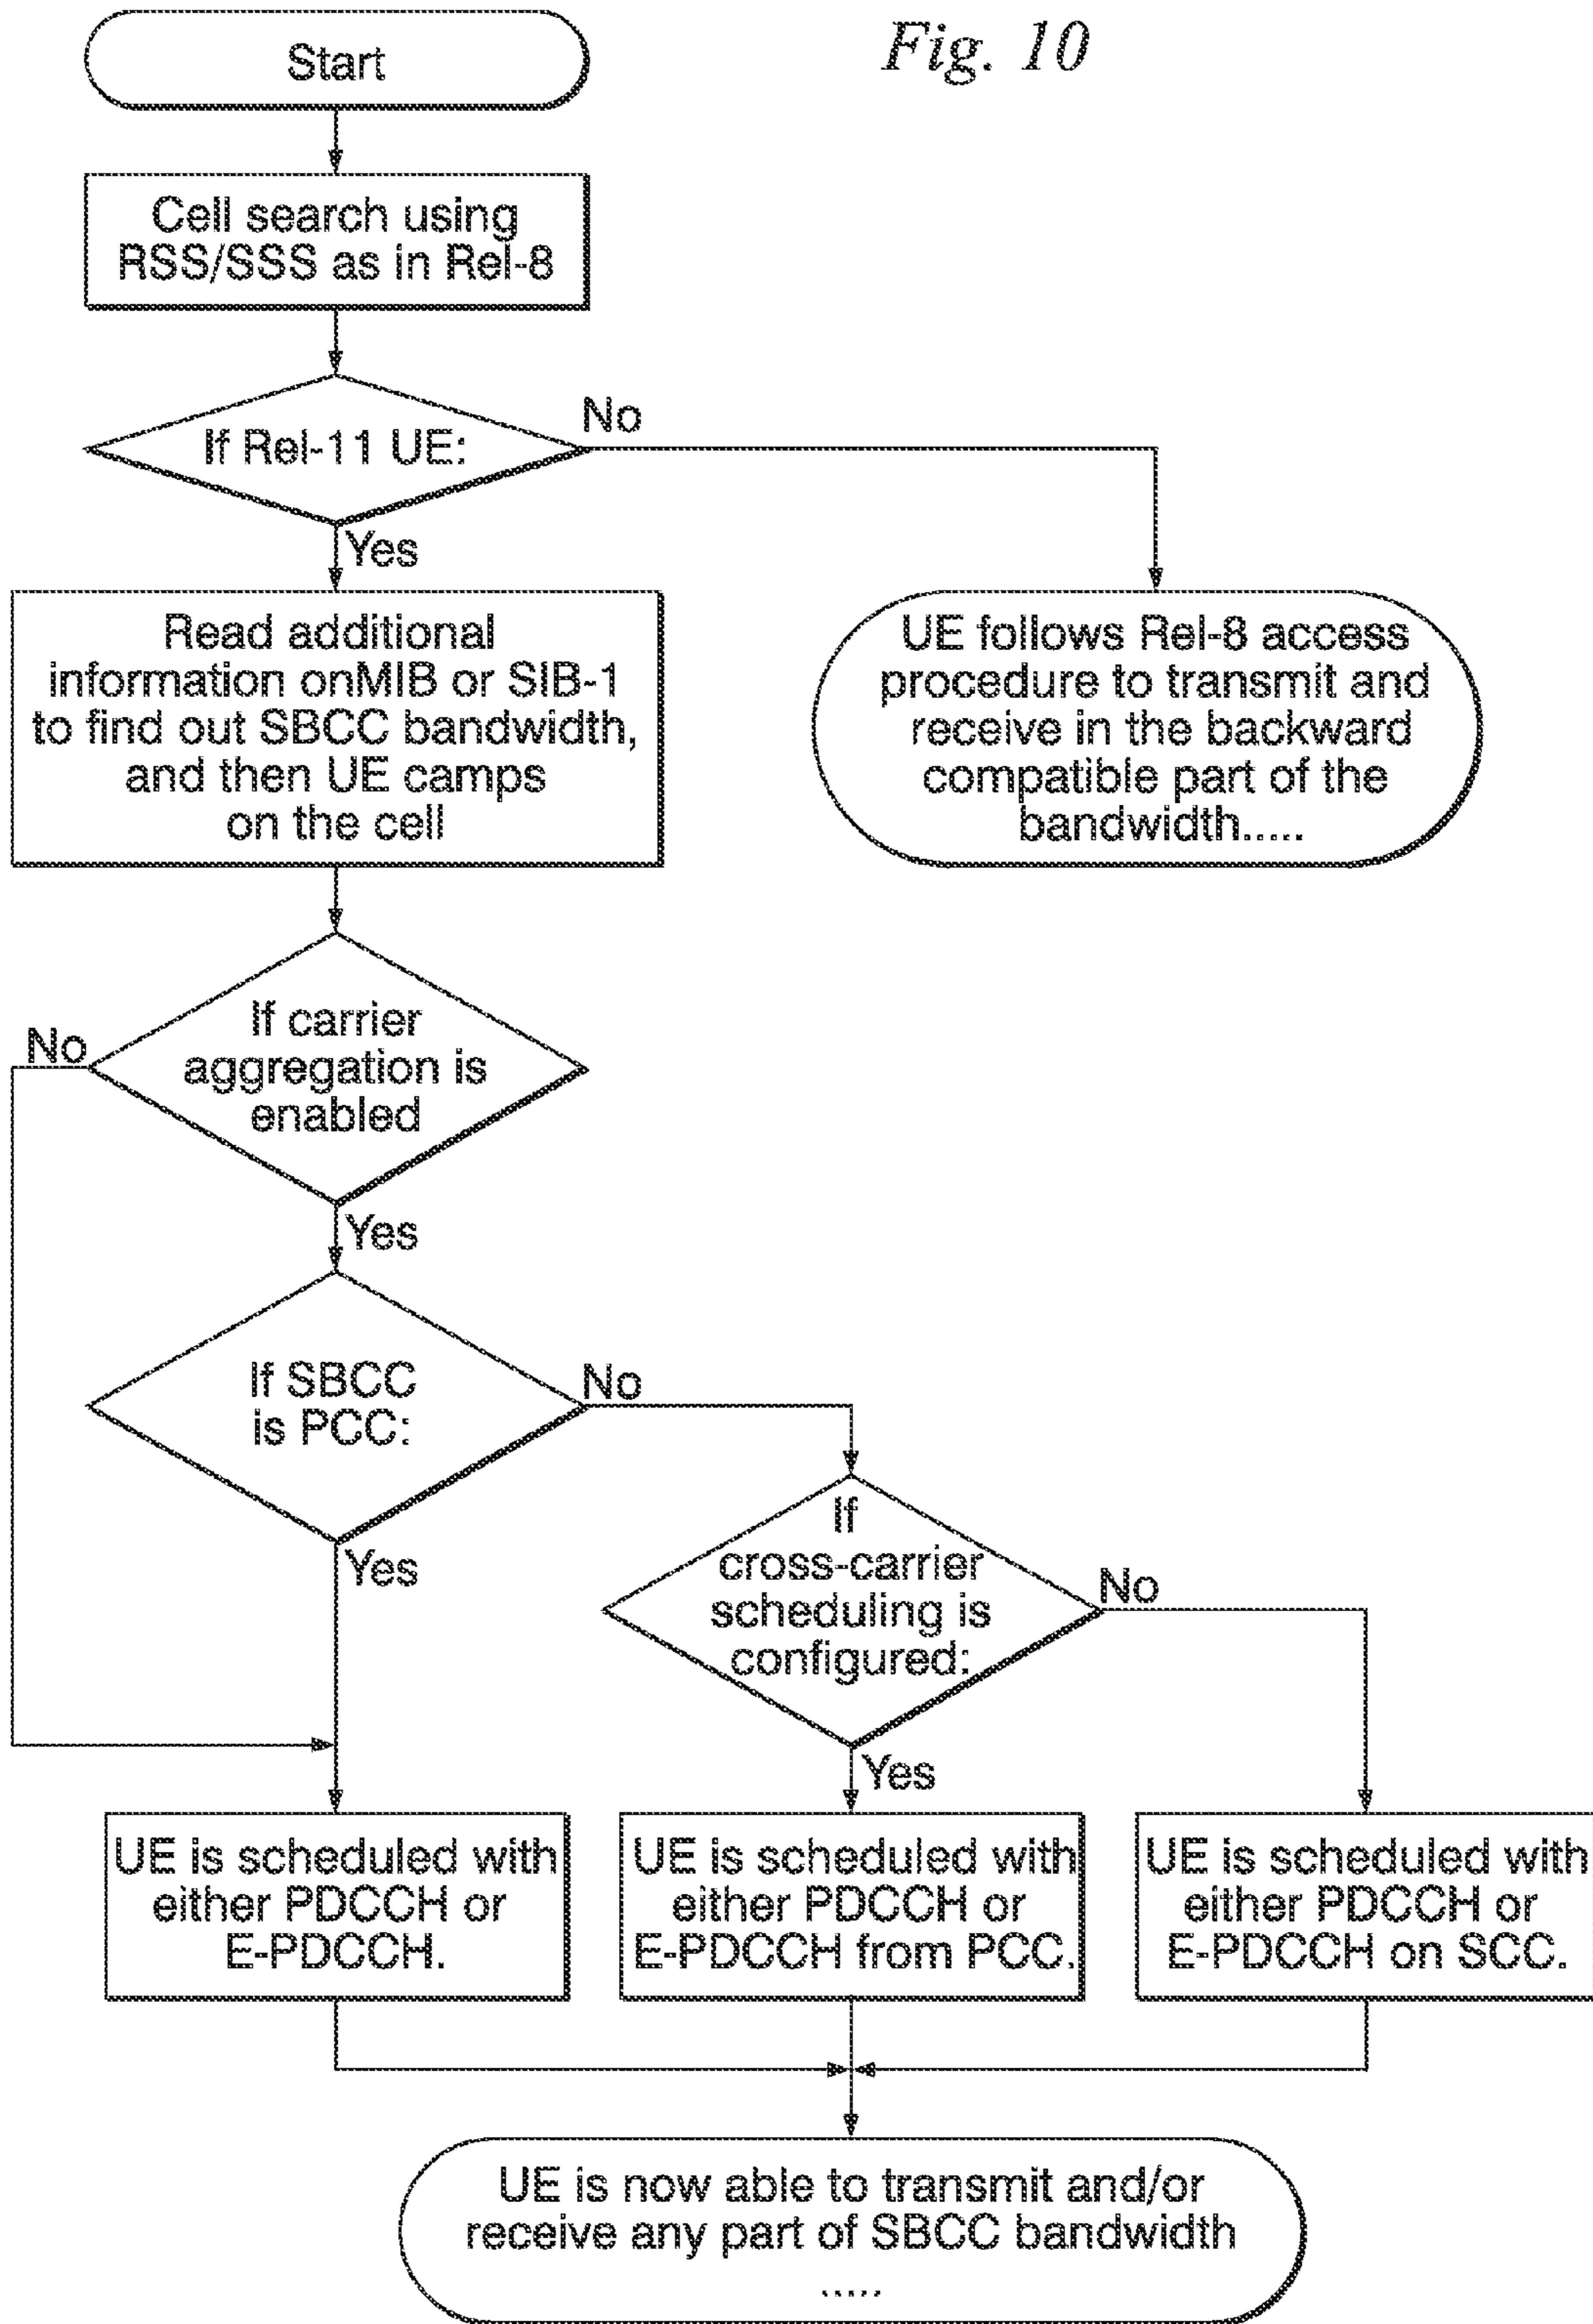 Fig. 10
Start
Cell search using
RSS/SSS as in Rel-8
If Rel-11 UE:
No
Yes
Read additional
information onMIB or SIB-1
to find out SBCC bandwidth,
and then UE camps
on the cell
UE follows Rel-8 access
procedure to transmit and
receive in the backward
compatible part of the
bandwidth.....
If carrier
aggregation is
enabled
No
Yes
If SBCC
is PCC:
No
Yes
If
cross-carrier
scheduling is
configured:
No
Yes
UE is scheduled with
either PDCCH or
E-PDCCH.
UE is scheduled with
either PDCCH or
E-PDCCH from PCC.
UE is scheduled with
either PDCCH or
E-PDCCH on SCC.
UE is now able to transmit and/or
receive any part of SBCC bandwidth
.....